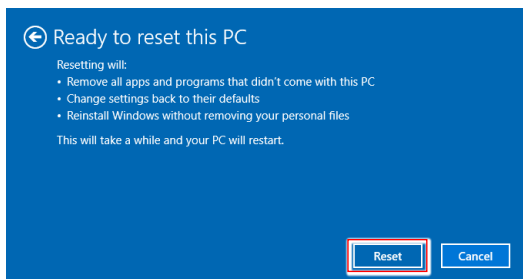 Ready to reset this PC
Resetting will:
• Remove all apps and programs that didn't come with this PC
• Change settings back to their defaults
• Reinstall Windows without removing your personal files
This will take a while and your PC will restart.
Reset Cancel